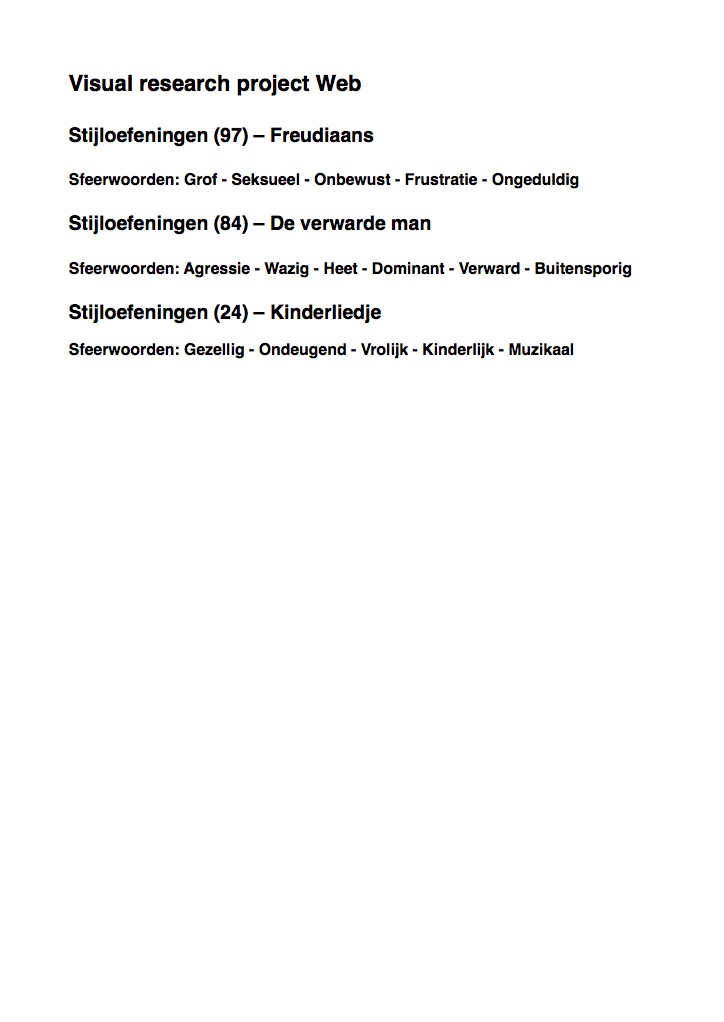 Visual research project Web
Stijloefeningen (97) – Freudiaans
Sfeerwoorden: Grof - Seksueel - Onbewust - Frustratie - Ongeduldig
Stijloefeningen (84) – De verwarde man
Sfeerwoorden: Agressie - Wazig - Heet - Dominant - Verward - Buitensporig
Stijloefeningen (24) – Kinderliedje
Sfeerwoorden: Gezellig - Ondeugend - Vrolijk - Kinderlijk - Muzikaal